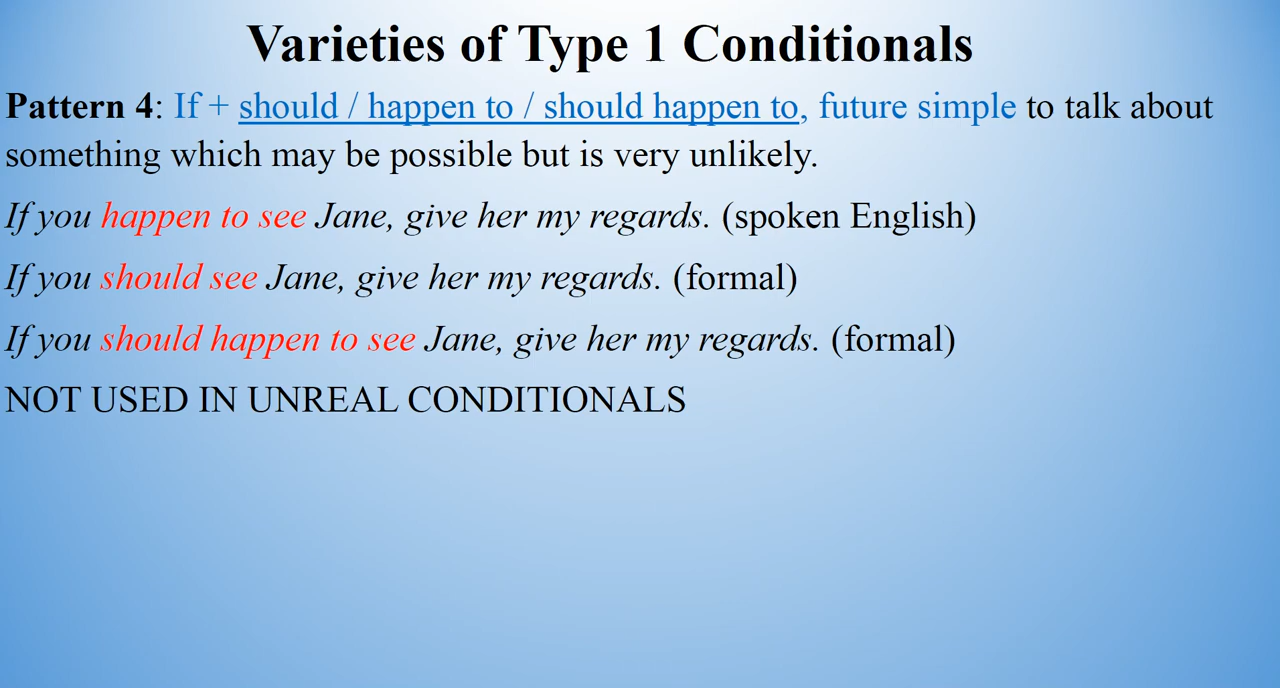 Varieties of Type 1 Conditionals
Pattern 4: If + should / happen to / should happen to, future simple to talk about
something which may be possible but is very unlikely.
If you happen to see Jane, give her my regards. (spoken English)
If you should see Jane, give her my regards. (formal)
If you should happen to see Jane, give her my regards. (formal)
NOT USED IN UNREAL CONDITIONALS